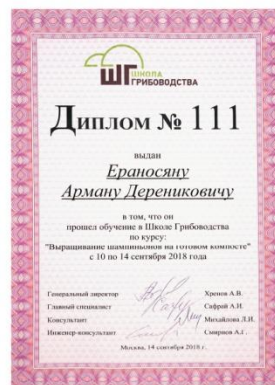 ШГ ШКОЛА
ГРИБОВОДСТВА
Диплом № 111
выдан
Ераносяну
Арману Дерениковичу
в том, что он
прошел обучение в Школе Грибоводства
по курсу:
"Выращивание шампиньонов на готовом компосте"
с 10 по 14 сентября 2018 года
Генеральный директор Хренов А.В.
Главный специалист Сафрай А.И.
Консультант Михайлова Л.И.
Инженер-консультант Смирнов А.Г.
Москва, 14 сентября 2018 г.